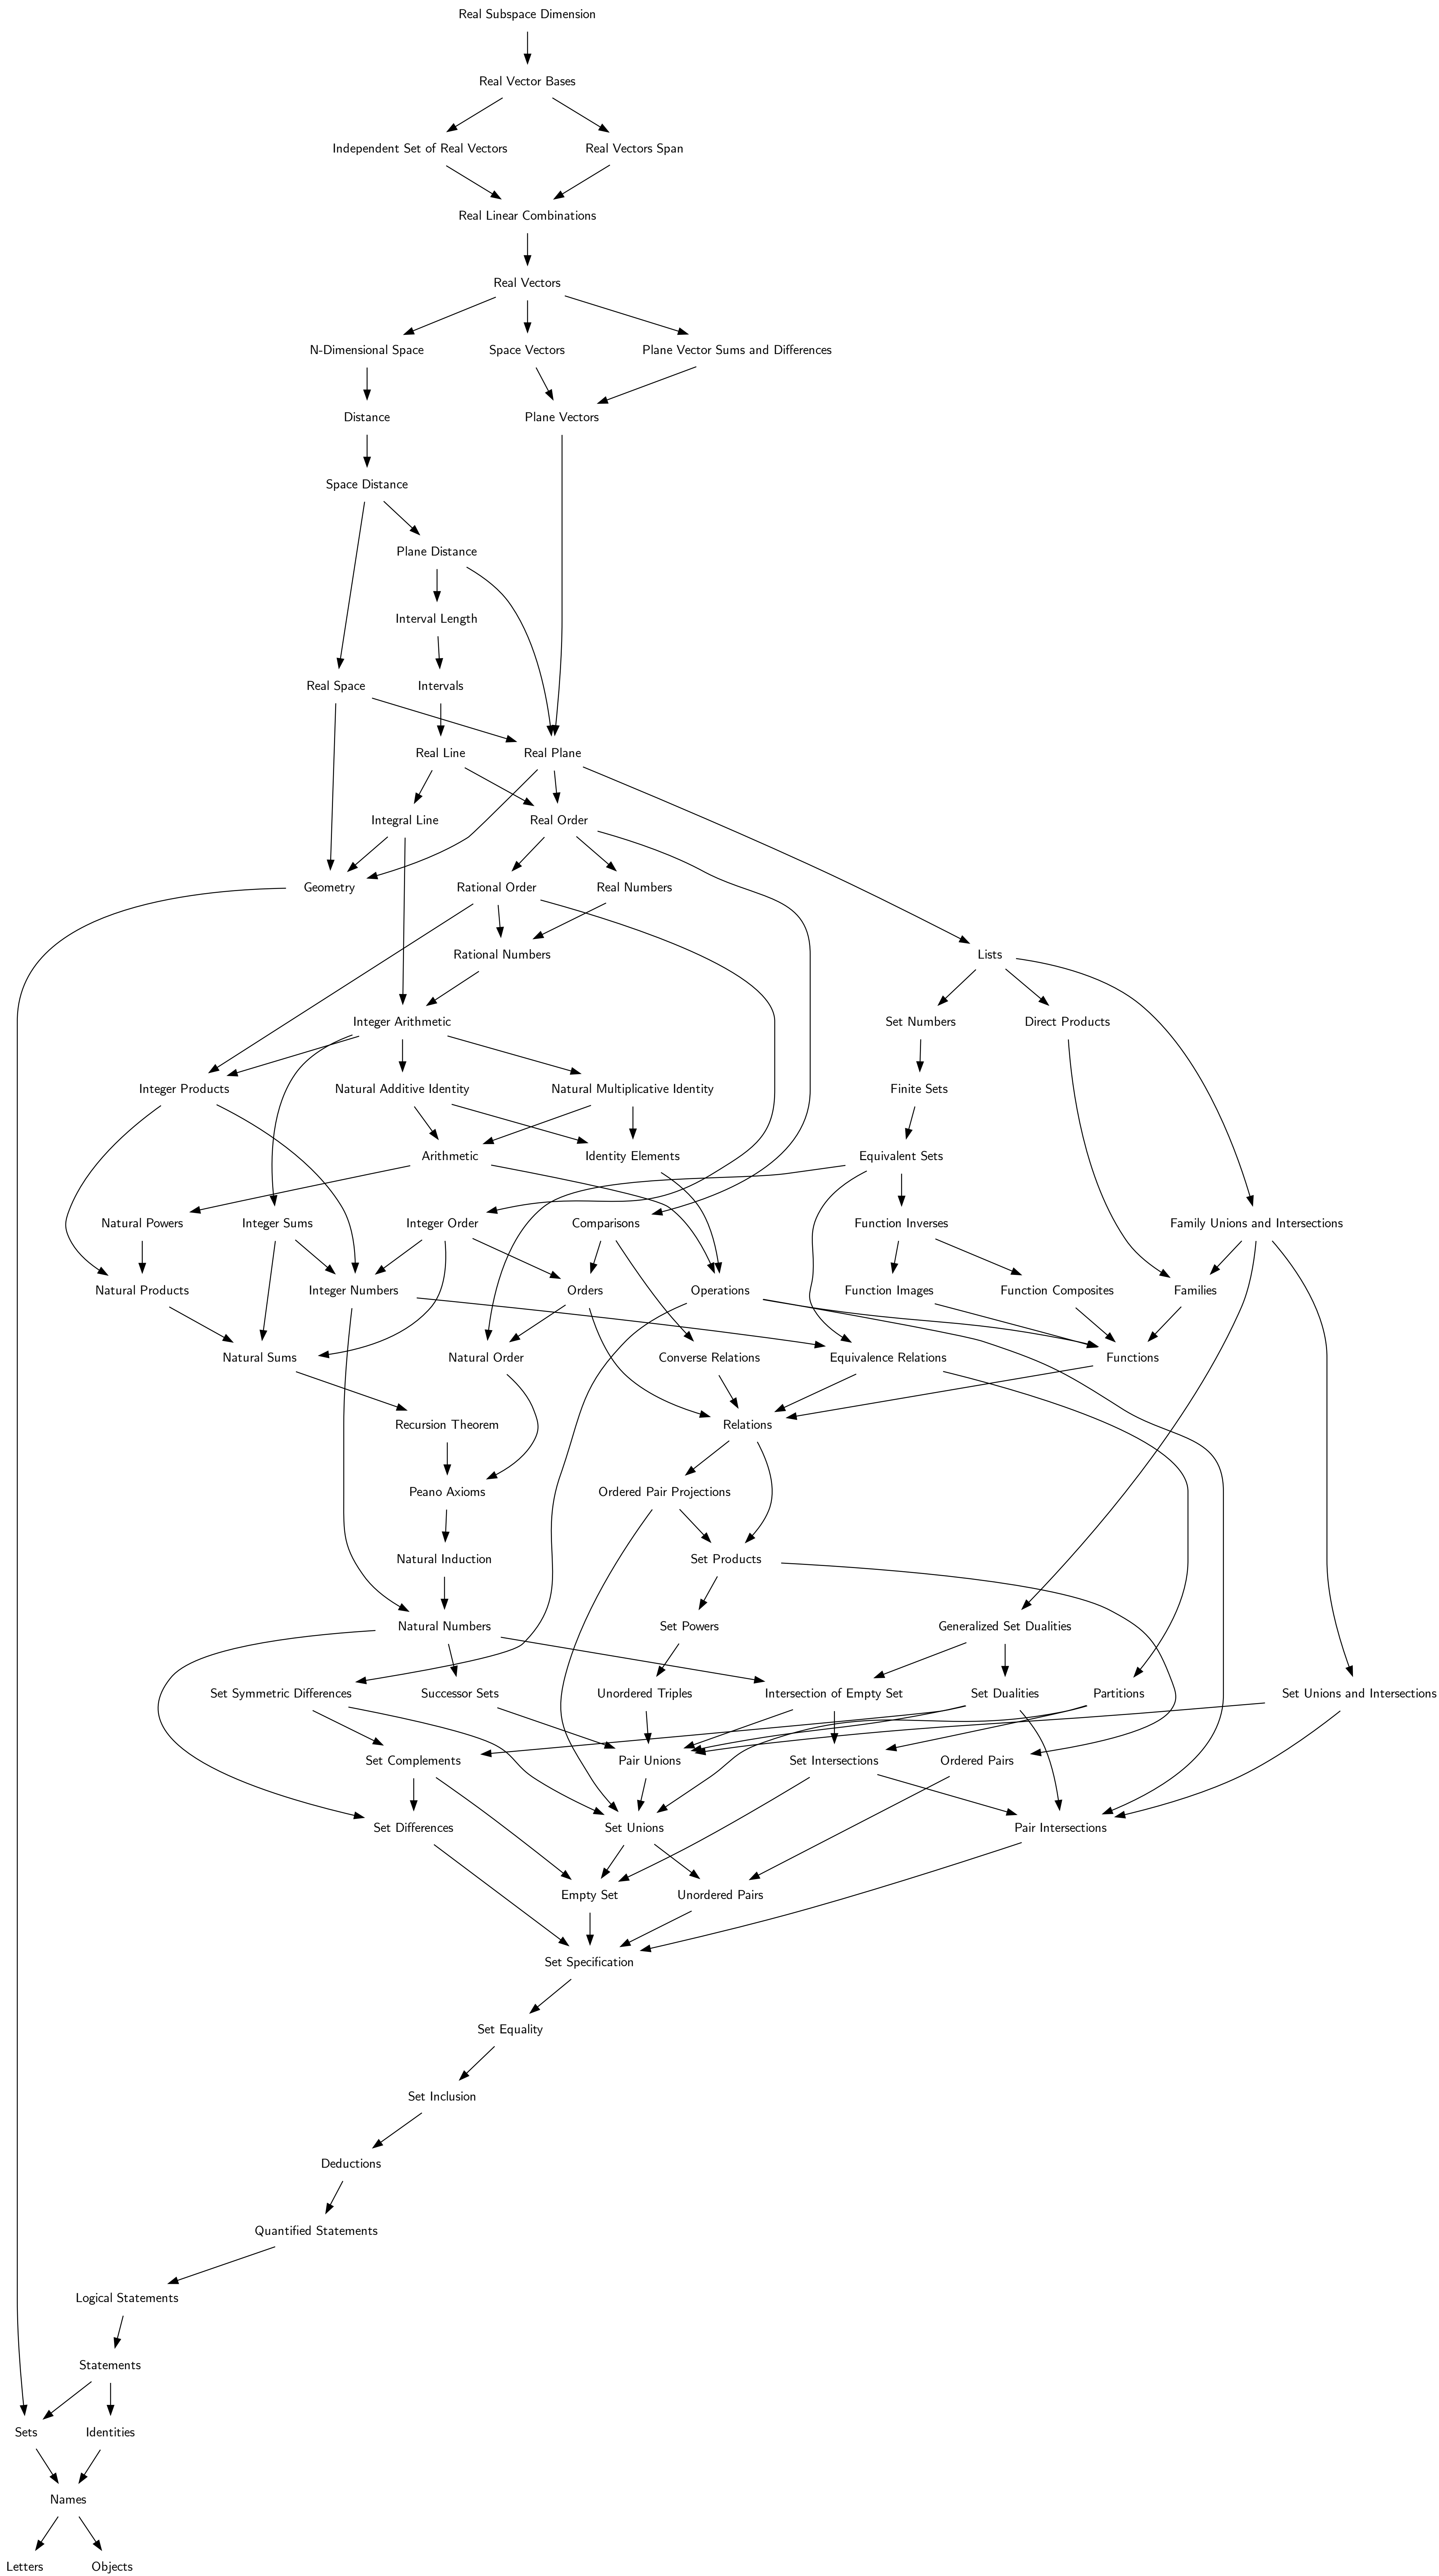 Real Subspace Dimension
Real Vector Bases
Independent Set of Real Vectors
Real Vectors Span
Real Linear Combinations
Real Vectors
N-Dimensional Space
Space Vectors
Plane Vector Sums and Differences
Distance
Plane Vectors
Space Distance
Plane Distance
Interval Length
Real Space
Intervals
Real Line
Real Plane
Integral Line
Real Order
Geometry
Rational Order
Real Numbers
Rational Numbers
Lists
Integer Arithmetic
Set Numbers
Direct Products
Integer Products
Natural Additive Identity
Natural Multiplicative Identity
Finite Sets
Arithmetic
Identity Elements
Equivalent Sets
Natural Powers
Integer Sums
Integer Order
Comparisons
Function Inverses
Family Unions and Intersections
Natural Products
Integer Numbers
Orders
Operations
Function Images
Function Composites
Families
Natural Sums
Natural Order
Converse Relations
Equivalence Relations
Functions
Recursion Theorem
Relations
Peano Axioms
Ordered Pair Projections
Natural Induction
Set Products
Natural Numbers
Set Powers
Generalized Set Dualities
Set Symmetric Differences
Successor Sets
Unordered Triples
Intersection of Empty Set
Set Dualities
Partitions
Set Unions and Intersections
Set Complements
Pair Unions
Set Intersections
Ordered Pairs
Set Differences
Set Unions
Pair Intersections
Empty Set
Unordered Pairs
Set Specification
Set Equality
Set Inclusion
Deductions
Quantified Statements
Logical Statements
Statements
Sets
Identities
Names
Letters
Objects